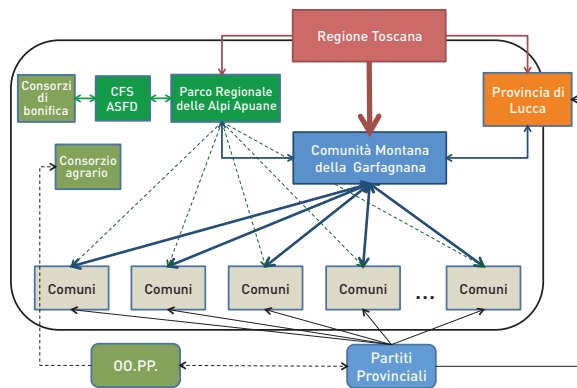 Regione Toscana
Consorzi
di
bonifica
CFS
ASFD
Parco Regionale
delle Alpi Apuane
Provincia di
Lucca
Consorzio
agrario
Comunità Montana
della Garfagnana
Comuni
Comuni
Comuni
Comuni
...
Comuni
OO.PP.
Partiti
Provinciali